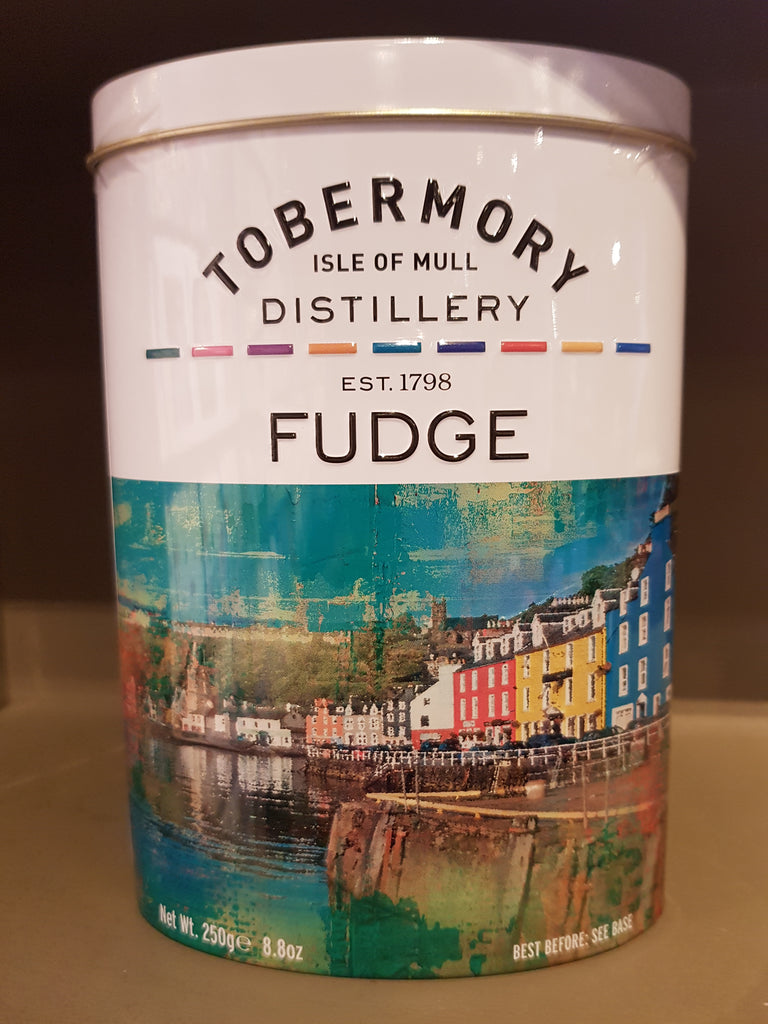 TOBERMORY
ISLE OF MULL
DISTILLERY
EST. 1798
FUDGE
Net Wt. 250g℮ 8.8oz
BEST BEFORE: SEE BASE